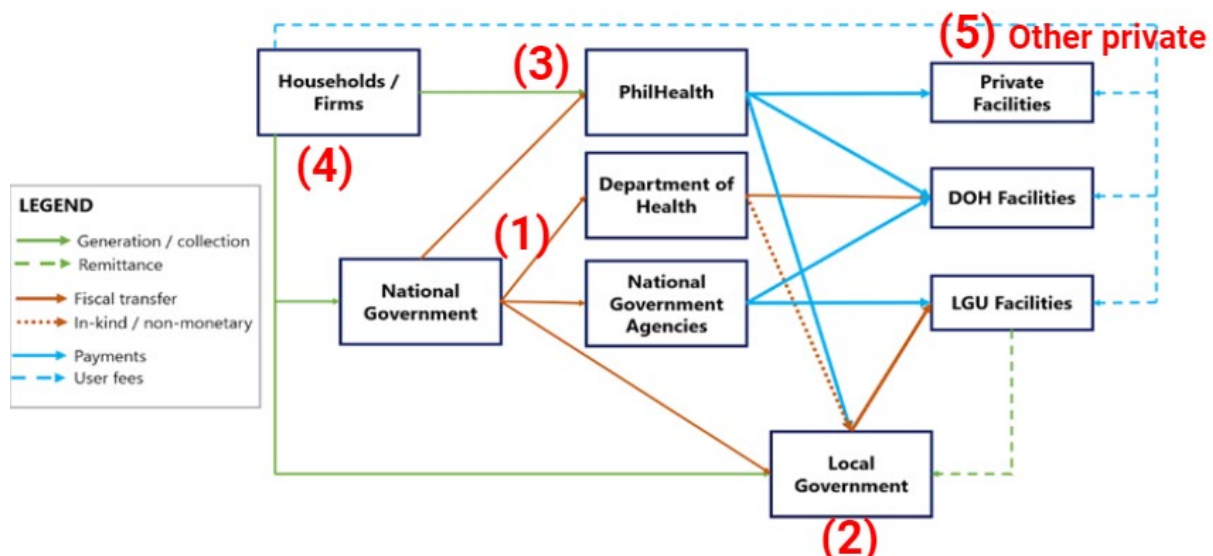 (5) Other private
Households /
Firms
(3)
PhilHealth
Private
Facilities
(4)
Department of
Health
DOH Facilities
LEGEND
Generation / collection
Remittance
Fiscal transfer
In-kind / non-monetary
Payments
User fees
(1)
National
Government
National
Government
Agencies
LGU Facilities
Local
Government
(2)